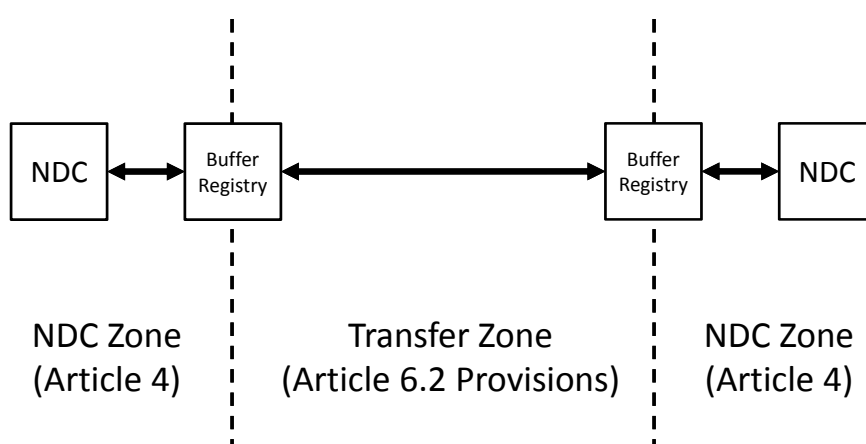 NDC
Buffer
Registry
Buffer
Registry
NDC
NDC Zone
(Article 4)
Transfer Zone
(Article 6.2 Provisions)
NDC Zone
(Article 4)